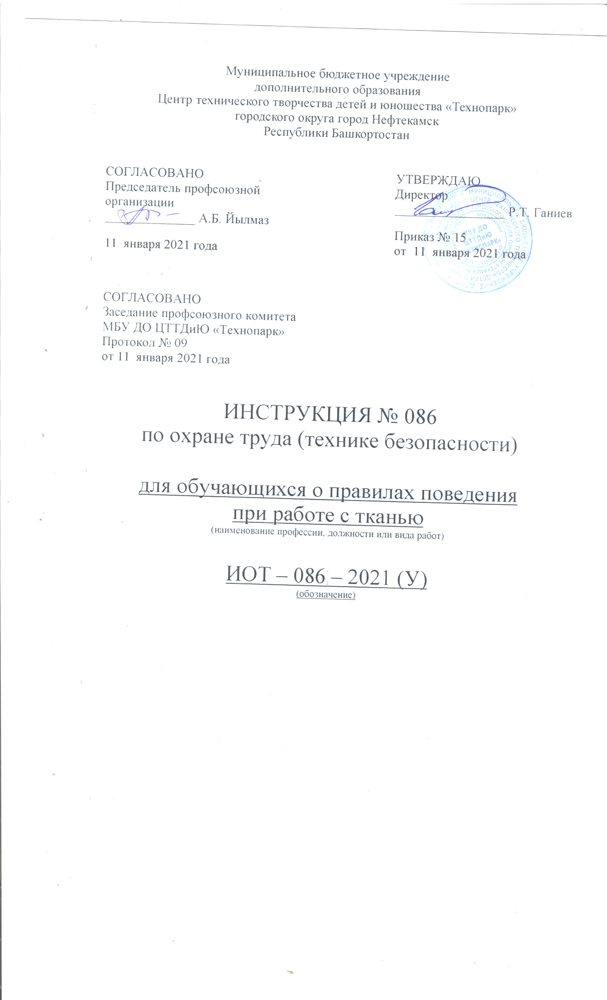 Муниципальное бюджетное учреждение
дополнительного образования
Центр технического творчества детей и юношества «Технопарк»
городского округа город Нефтекамск
Республики Башкортостан
СОГЛАСОВАНО
Председатель профсоюзной
организации
А.Б. Йылмаз
11 января 2021 года
УТВЕРЖДАЮ
Директор
Р.Т. Ганиев
Приказ № 15
от 11 января 2021 года
МБУ ДО
ЦТТДиЮ
СОГЛАСОВАНО
Заседание профсоюзного комитета
МБУ ДО ЦТТДиЮ «Технопарк»
Протокол № 09
от 11 января 2021 года
ИНСТРУКЦИЯ № 086
по охране труда (технике безопасности)
для обучающихся о правилах поведения
при работе с тканью
(наименование профессии, должности или вида работ)
ИОТ – 086 – 2021 (У)
(обозначение)